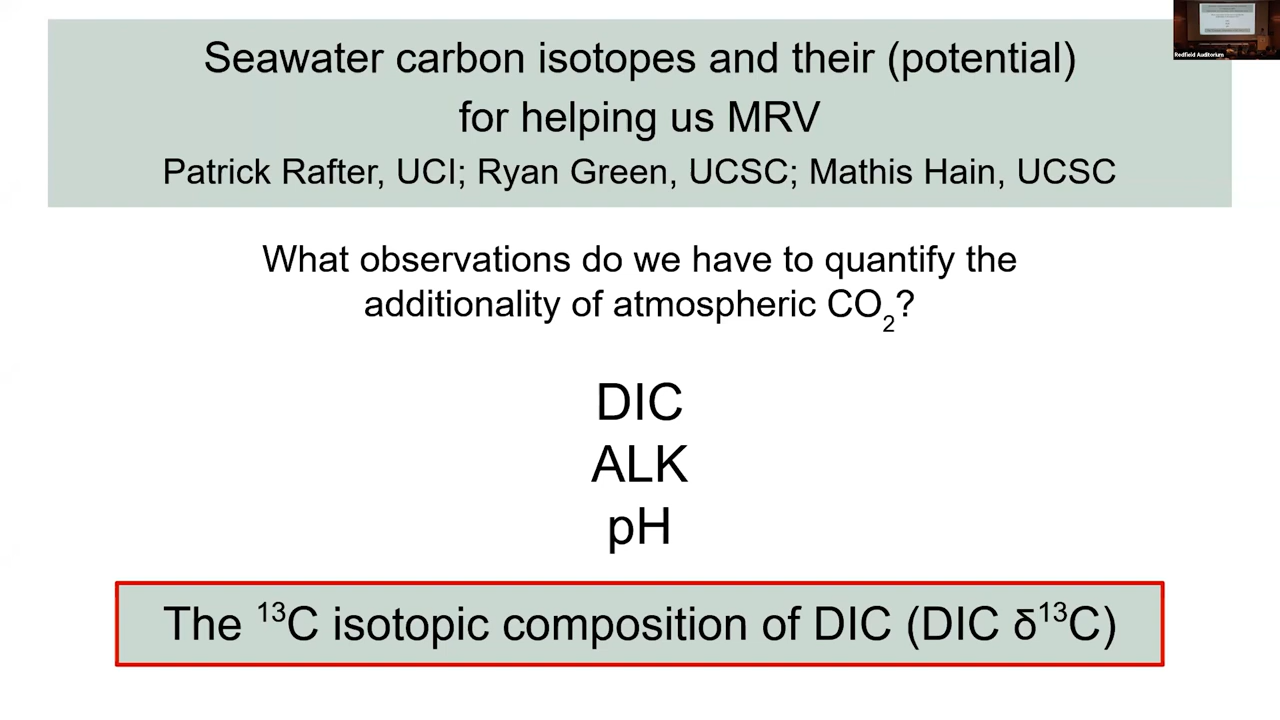 Seawater carbon isotopes and their (potential)
for helping us MRV
Patrick Rafter, UCI; Ryan Green, UCSC; Mathis Hain, UCSC
What observations do we have to quantify the
additionality of atmospheric CO₂?
DIC
ALK
pH
The ¹³C isotopic composition of DIC (DIC δ¹³C)
Redfield Auditorium